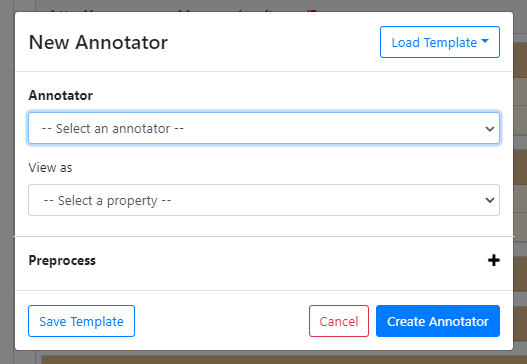 New Annotator
Load Template
Annotator
-- Select an annotator --
View as
-- Select a property --
Preprocess
Save Template
Cancel
Create Annotator